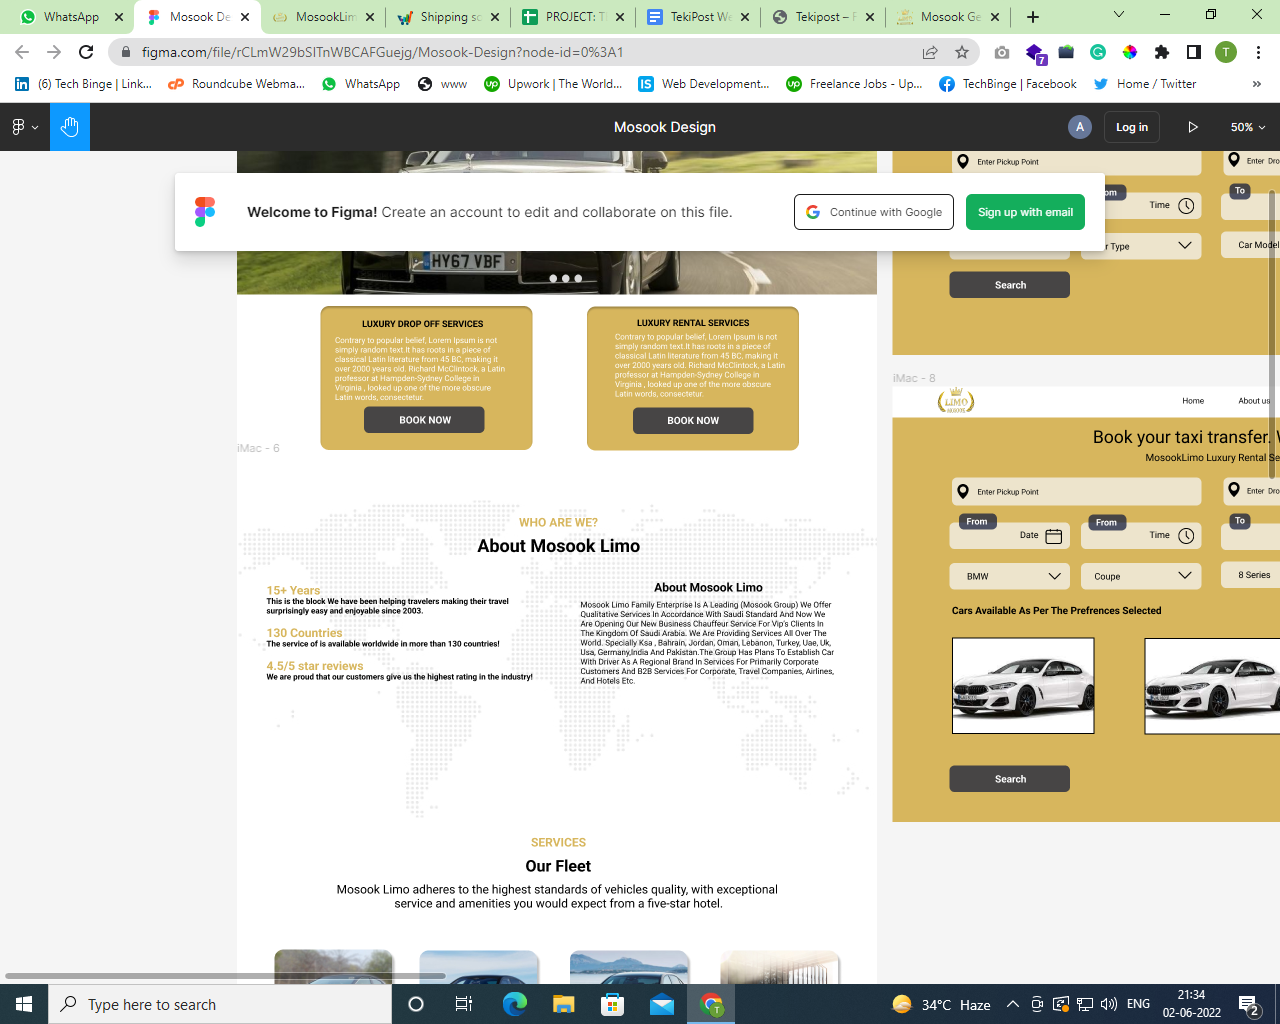 WhatsApp
Mosook De
MosookLim
Shipping sc
PROJECT: T
TekiPost We
Tekipost – F
Mosook Ge
figma.com/file/rCLmW29bSITnWBCAFGuejg/Mosook-Design?node-id=0%3A1
7
T
(6) Tech Binge | Link...
Roundcube Webma...
WhatsApp
www
Upwork | The World...
Web Development...
Freelance Jobs - Up...
TechBinge | Facebook
Home / Twitter
»
Mosook Design
A
Log in
50%
Welcome to Figma! Create an account to edit and collaborate on this file.
Continue with Google
Sign up with email
HY67 VBF
LUXURY DROP OFF SERVICES
Contrary to popular belief, Lorem Ipsum is not
simply random text.It has roots in a piece of
classical Latin literature from 45 BC, making it
over 2000 years old. Richard McClintock, a Latin
professor at Hampden-Sydney College in
Virginia , looked up one of the more obscure
Latin words, consectetur.
BOOK NOW
LUXURY RENTAL SERVICES
Contrary to popular belief, Lorem Ipsum is not
simply random text.It has roots in a piece of
classical Latin literature from 45 BC, making it
over 2000 years old. Richard McClintock, a Latin
professor at Hampden-Sydney College in
Virginia , looked up one of the more obscure
Latin words, consectetur.
BOOK NOW
iMac - 6
WHO ARE WE?
About Mosook Limo
15+ Years
This is the block We have been helping travelers making their travel
surprisingly easy and enjoyable since 2003.
130 Countries
The service of is available worldwide in more than 130 countries!
4.5/5 star reviews
We are proud that our customers give us the highest rating in the industry!
About Mosook Limo
Mosook Limo Family Enterprise Is A Leading (Mosook Group) We Offer
Qualitative Services In Accordance With Saudi Standard And Now We
Are Opening Our New Business Chauffeur Service For Vip's Clients In
The Kingdom Of Saudi Arabia. We Are Providing Services All Over The
World. Specially Ksa , Bahrain, Jordan, Oman, Lebanon, Turkey, Uae, Uk,
Usa, Germany,India And Pakistan.The Group Has Plans To Establish Car
With Driver As A Regional Brand In Services For Primarily Corporate
Customers And B2B Services For Corporate, Travel Companies, Airlines,
And Hotels Etc.
SERVICES
Our Fleet
Mosook Limo adheres to the highest standards of vehicles quality, with exceptional
service and amenities you would expect from a five-star hotel.
Enter Pickup Point
Enter Dro
om
Time
To
r Type
Car Model
Search
iMac - 8
LIMO
Home
About us
Book your taxi transfer. W
MosookLimo Luxury Rental Se
Enter Pickup Point
Enter Dro
From
Date
From
Time
To
BMW
Coupe
8 Series
Cars Available As Per The Prefrences Selected
Search
Type here to search
34°C Haze
ENG
21:34
02-06-2022
2